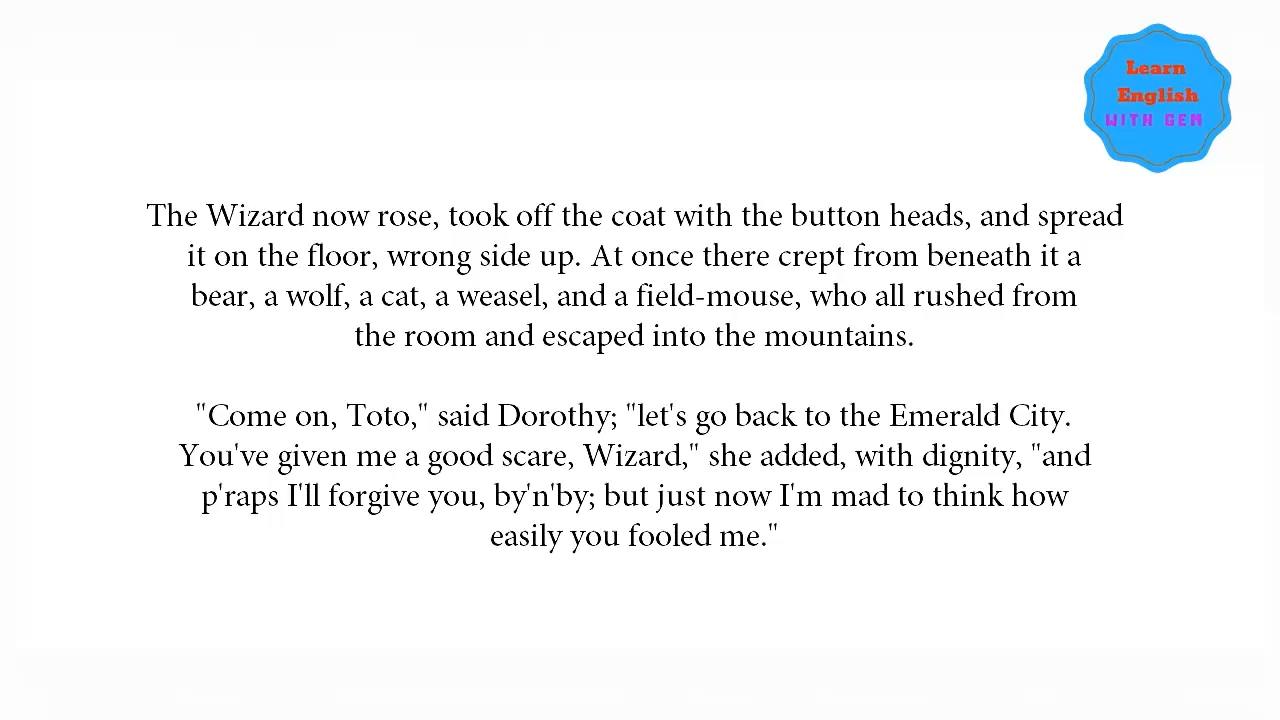 Learn
English
WITH GEM
The Wizard now rose, took off the coat with the button heads, and spread
it on the floor, wrong side up. At once there crept from beneath it a
bear, a wolf, a cat, a weasel, and a field-mouse, who all rushed from
the room and escaped into the mountains.
"Come on, Toto," said Dorothy; "let's go back to the Emerald City.
You've given me a good scare, Wizard," she added, with dignity, "and
p'raps I'll forgive you, by'n'by; but just now I'm mad to think how
easily you fooled me."